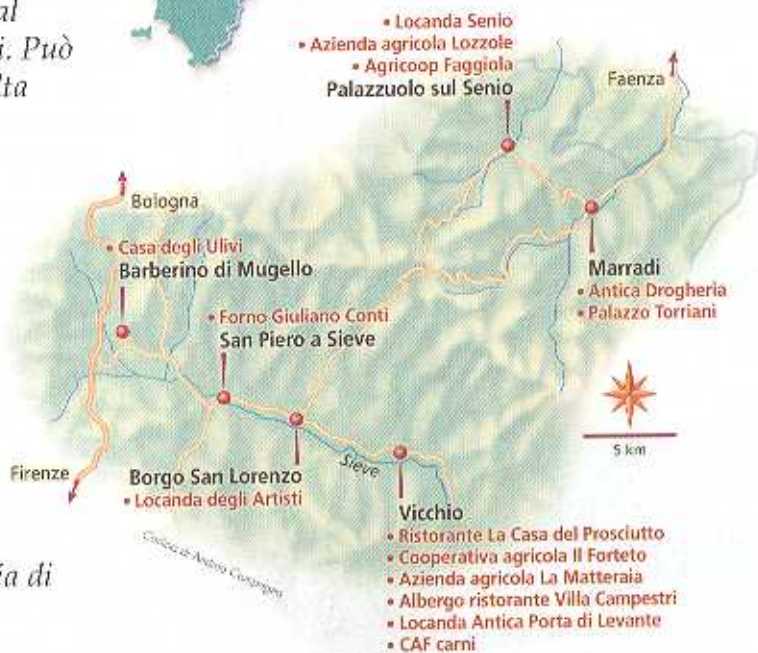 al
i. Può
lta
• Locanda Senio
• Azienda agricola Lozzole
• Agricoop Faggiola
Palazzuolo sul Senio
Faenza
Bologna
• Casa degli Ulivi
Barberino di Mugello
Marradi
• Antica Drogheria
• Palazzo Torriani
• Forno Giuliano Conti
San Piero a Sieve
5 km
Firenze
Borgo San Lorenzo
• Locanda degli Artisti
Sieve
Vicchio
• Ristorante La Casa del Prosciutto
• Cooperativa agricola Il Forteto
• Azienda agricola La Matteraia
• Albergo ristorante Villa Campestri
• Locanda Antica Porta di Levante
• CAF carni
ia di